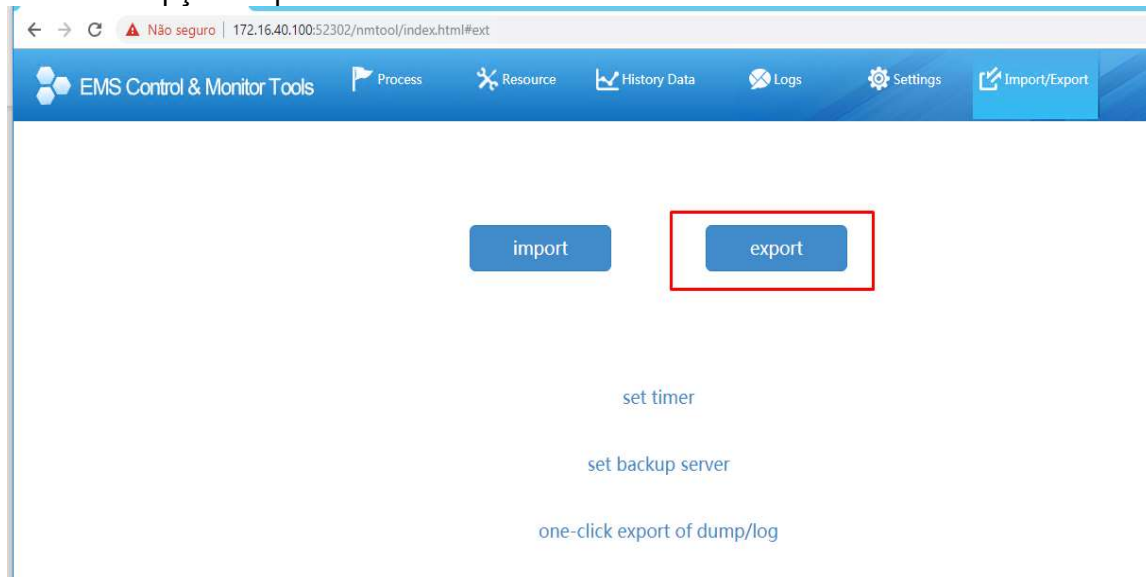 Não seguro | 172.16.40.100:52302/nmtool/index.html#ext
EMS Control & Monitor Tools Process Resource History Data Logs Settings Import/Export
import export
set timer
set backup server
one-click export of dump/log